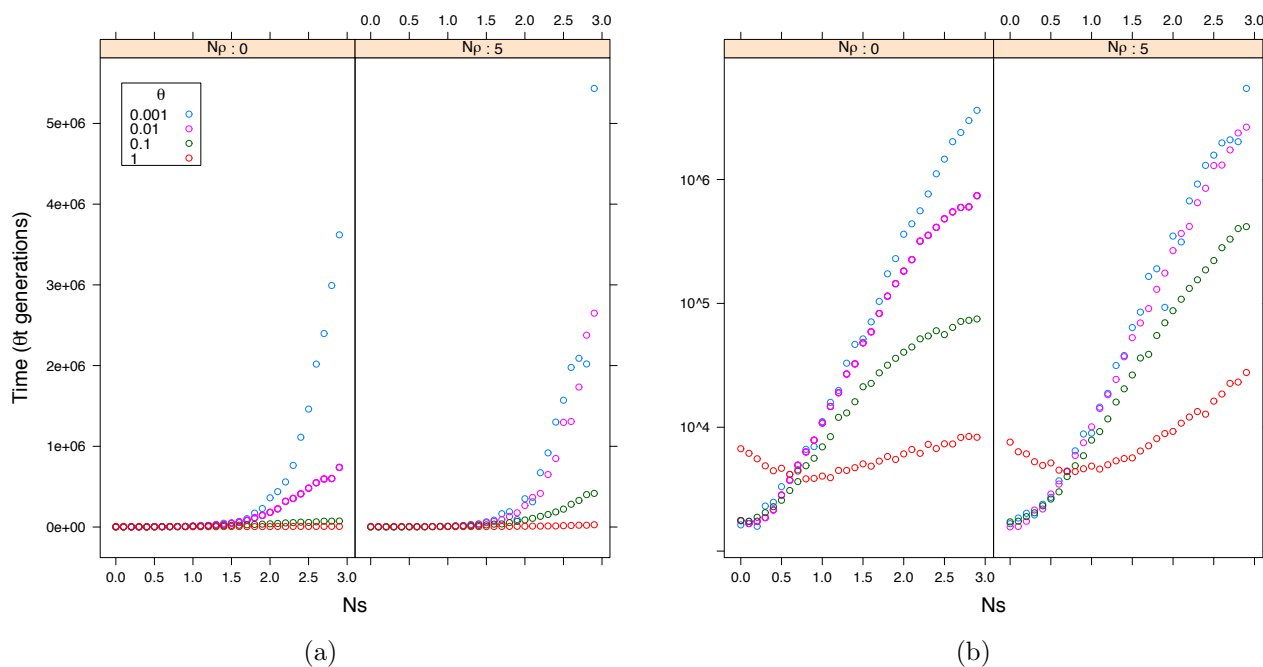 0.0 0.5 1.0 1.5 2.0 2.5 3.0
Nρ : 0
Nρ : 5
θ
0.001
0.01
0.1
1
5e+06
4e+06
3e+06
2e+06
1e+06
0e+00
Time (θt generations)
0.0 0.5 1.0 1.5 2.0 2.5 3.0
Ns
(a)
0.0 0.5 1.0 1.5 2.0 2.5 3.0
Nρ : 0
Nρ : 5
10^6
10^5
10^4
0.0 0.5 1.0 1.5 2.0 2.5 3.0
Ns
(b)